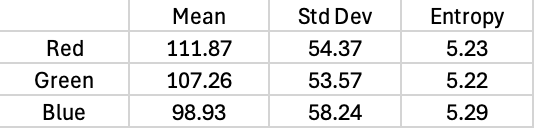 Mean Std Dev Entropy
Red 111.87 54.37 5.23
Green 107.26 53.57 5.22
Blue 98.93 58.24 5.29